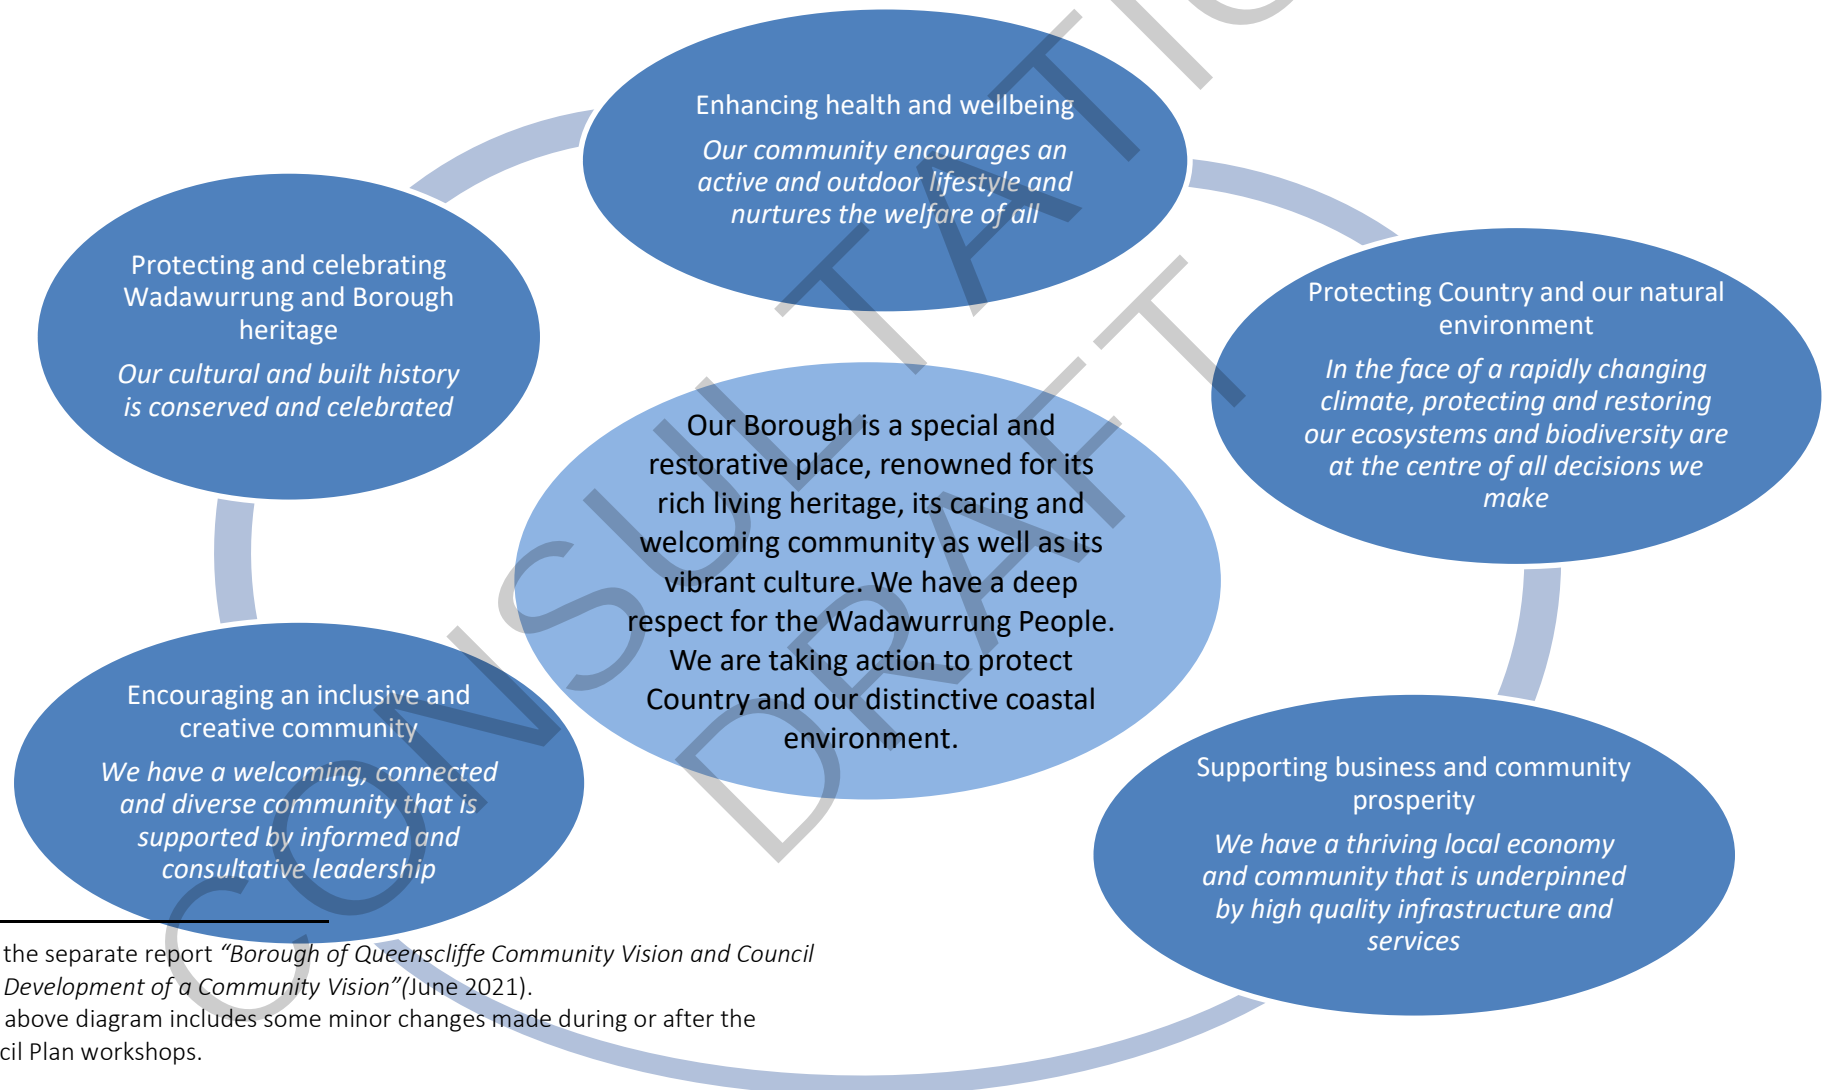 Enhancing health and wellbeing
Our community encourages an
active and outdoor lifestyle and
nurtures the welfare of all
Protecting and celebrating
Wadawurrung and Borough
heritage
Our cultural and built history
is conserved and celebrated
Protecting Country and our natural
environment
In the face of a rapidly changing
climate, protecting and restoring
our ecosystems and biodiversity are
at the centre of all decisions we
make
Our Borough is a special and
restorative place, renowned for its
rich living heritage, its caring and
welcoming community as well as its
vibrant culture. We have a deep
respect for the Wadawurrung People.
We are taking action to protect
Country and our distinctive coastal
environment.
Encouraging an inclusive and
creative community
We have a welcoming, connected
and diverse community that is
supported by informed and
consultative leadership
Supporting business and community
prosperity
We have a thriving local economy
and community that is underpinned
by high quality infrastructure and
services
the separate report “Borough of Queenscliffe Community Vision and Council
Development of a Community Vision”(June 2021).
above diagram includes some minor changes made during or after the
cil Plan workshops.
CONSULTATIO
DRAFT